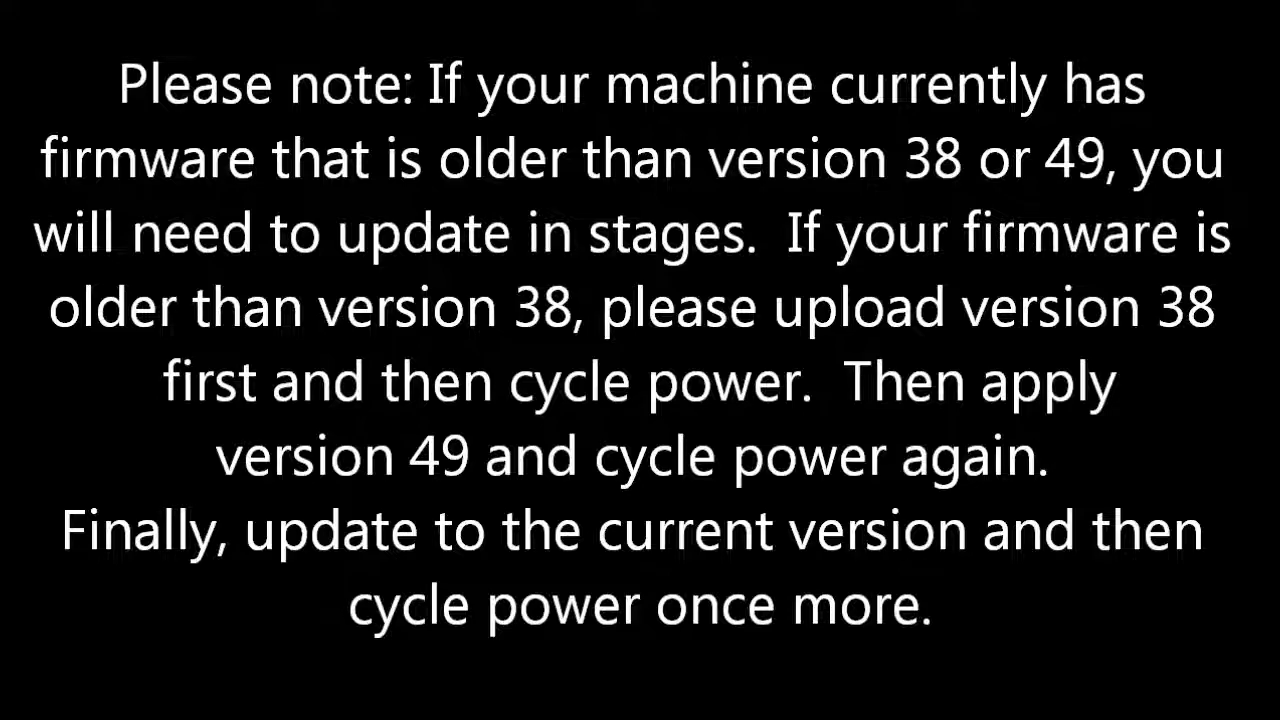 Please note: If your machine currently has
firmware that is older than version 38 or 49, you
will need to update in stages.  If your firmware is
older than version 38, please upload version 38
first and then cycle power.  Then apply
version 49 and cycle power again.
Finally, update to the current version and then
cycle power once more.